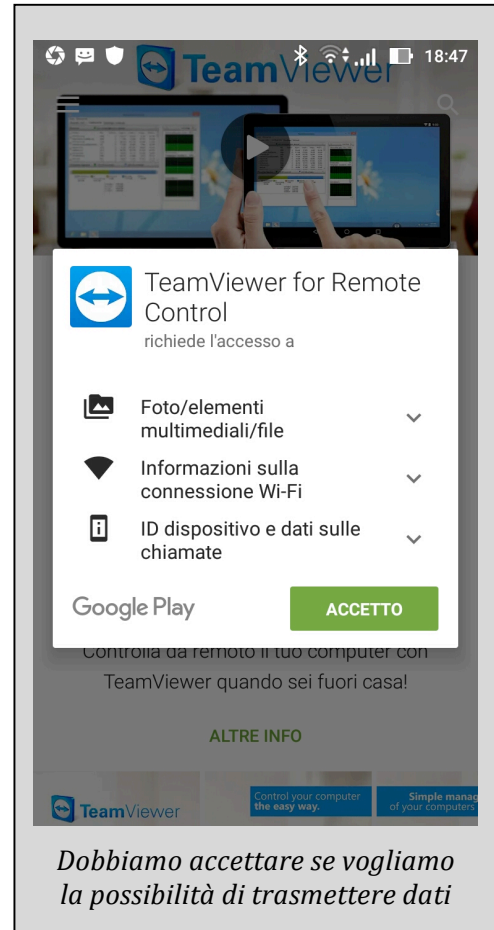 18:47
TeamViewer
TeamViewer for Remote
Control
richiede l'accesso a
Foto/elementi
multimediali/file
Informazioni sulla
connessione Wi-Fi
ID dispositivo e dati sulle
chiamate
Google Play
ACCETTO
Controlla da remoto il tuo computer con
TeamViewer quando sei fuori casa!
ALTRE INFO
TeamViewer
Control your computer
the easy way.
Simple manag
of your computers
Dobbiamo accettare se vogliamo
la possibilità di trasmettere dati